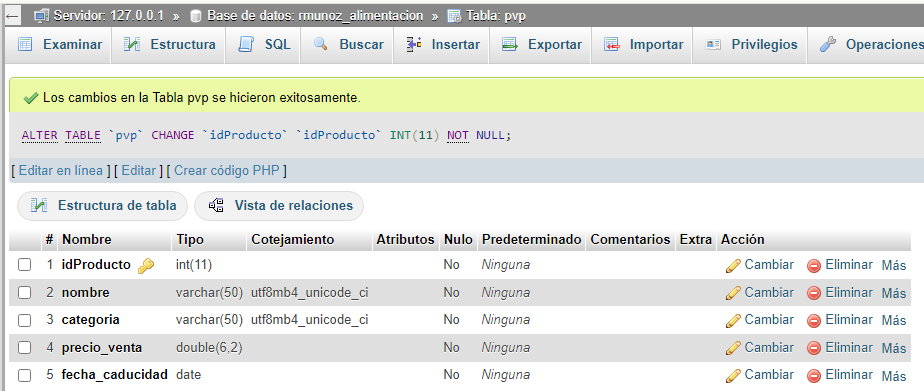 Servidor: 127.0.0.1 » Base de datos: rmunoz_alimentacion » Tabla: pvp
Examinar Estructura SQL Buscar Insertar Exportar Importar Privilegios Operaciones
Los cambios en la Tabla pvp se hicieron exitosamente.
ALTER TABLE `pvp` CHANGE `idProducto` `idProducto` INT(11) NOT NULL;
[ Editar en línea ] [ Editar ] [ Crear código PHP ]
Estructura de tabla Vista de relaciones
# Nombre Tipo Cotejamiento Atributos Nulo Predeterminado Comentarios Extra Acción
1 idProducto int(11) No Ninguna Cambiar Eliminar Más
2 nombre varchar(50) utf8mb4_unicode_ci No Ninguna Cambiar Eliminar Más
3 categoria varchar(50) utf8mb4_unicode_ci No Ninguna Cambiar Eliminar Más
4 precio_venta double(6,2) No Ninguna Cambiar Eliminar Más
5 fecha_caducidad date No Ninguna Cambiar Eliminar Más